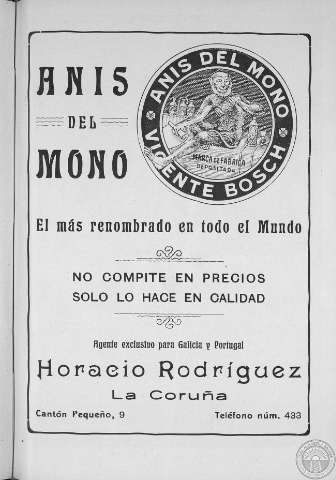 ANIS
DEL
MONO
ANIS DEL MONO
VICENTE BOSCH
MARCA DE FABRICA
DEPOSITADA
El más renombrado en todo el Mundo
NO COMPITE EN PRECIOS
SOLO LO HACE EN CALIDAD
Agente exclusivo para Galicia y Portugal
Horacio Rodríguez
La Coruña
Cantón Pequeño, 9 Teléfono núm. 433